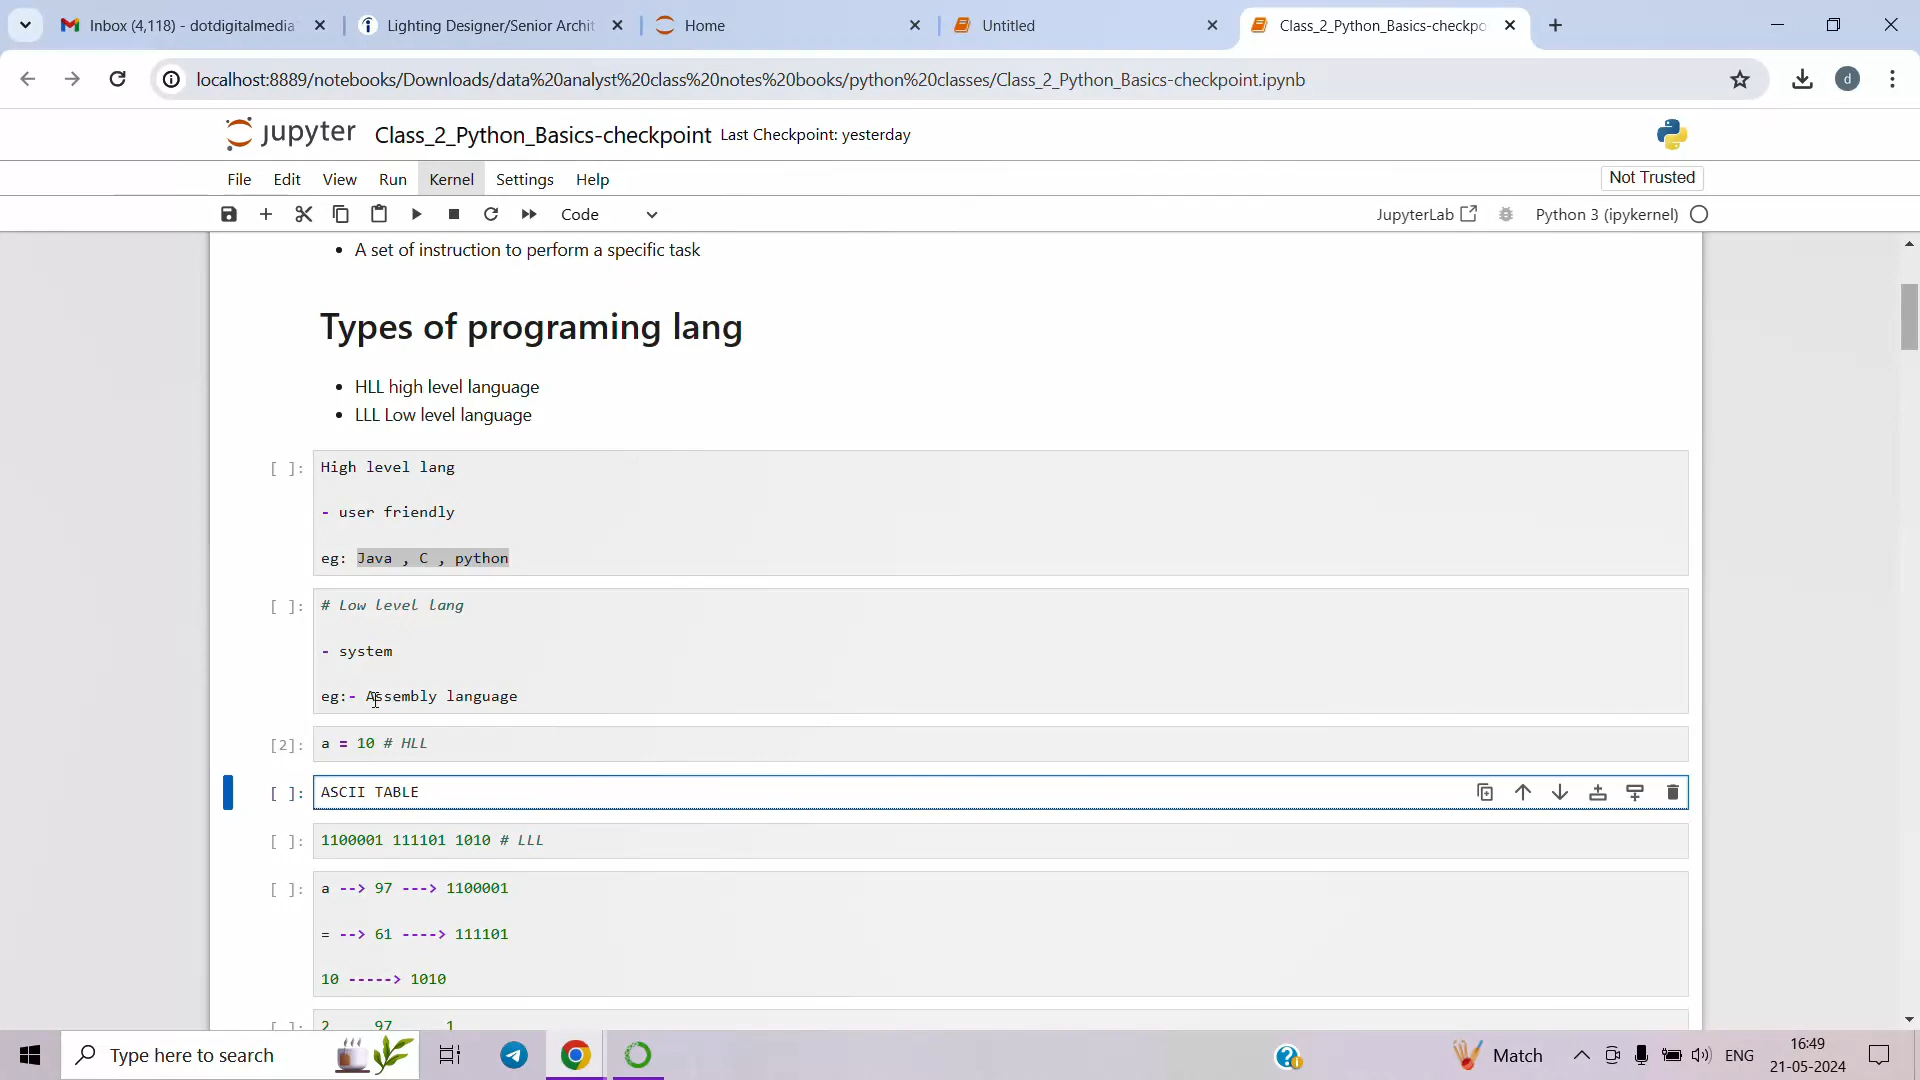 Inbox (4,118) - dotdigitalmedia
Lighting Designer/Senior Archit
Home
Untitled
Class_2_Python_Basics-checkpo
localhost:8889/notebooks/Downloads/data%20analyst%20class%20notes%20books/python%20classes/Class_2_Python_Basics-checkpoint.ipynb
d
jupyter Class_2_Python_Basics-checkpoint Last Checkpoint: yesterday
File Edit View Run Kernel Settings Help
Not Trusted
Code
JupyterLab
Python 3 (ipykernel)
• A set of instruction to perform a specific task
Types of programing lang
• HLL high level language
• LLL Low level language
[ ]: High level lang
- user friendly
eg: Java , C , python
[ ]: # Low level lang
- system
eg:- Assembly language
[2]: a = 10 # HLL
[ ]: ASCII TABLE
[ ]: 1100001 111101 1010 # LLL
[ ]: a --> 97 ---> 1100001
= --> 61 ----> 111101
10 -----> 1010
[ ]: 2 97 1
Type here to search
Match
ENG
16:49
21-05-2024